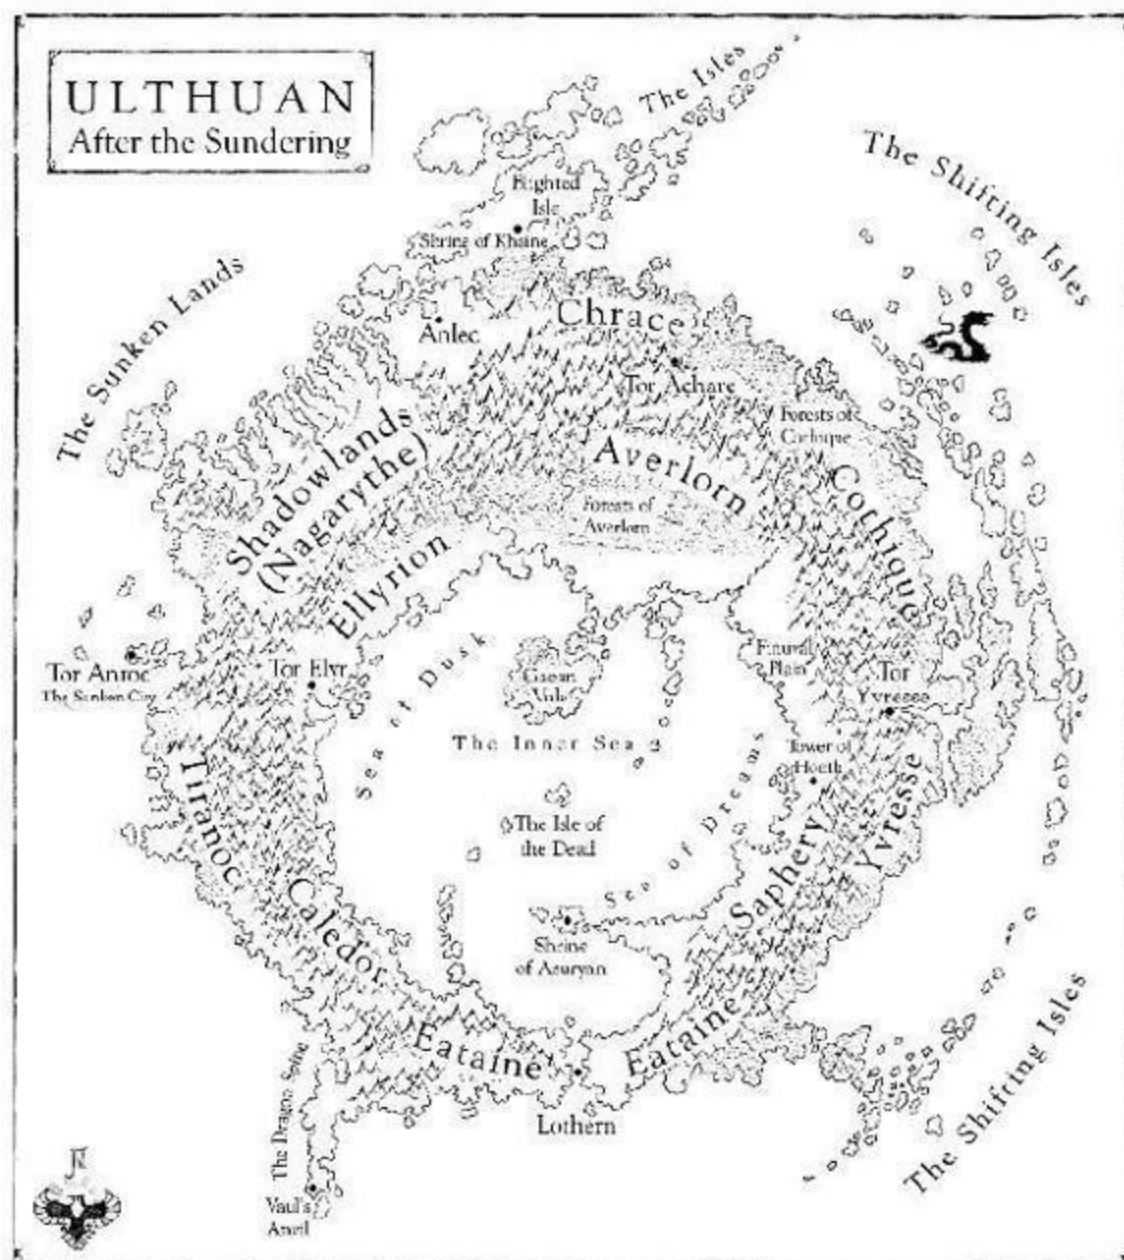 ULTHUAN
After the Sundering
The Isles
The Shifting Isles
Blighted
Isle
Shrine of Khaine
The Sunken Lands
Anlec
Chrace
Tor Achare
Forests of
Cothique
Averlorn
Forests of
Averlorn
Cothique
Shadowlands
(Nagarythe)
Ellyrion
Tor Anroc
The Sunken City
Tor Elyr
Sea of Dusk
Gaean
Vale
Finuval
Plain
Tor
Yvresse
The Inner Sea
Tower of
Hoeth
Tiranoc
The Isle of
the Dead
Sea of Dreams
Yvresse
Saphery
Caledor
Shrine
of Asuryan
Eataine
Eataine
Lothern
The Shifting Isles
The Dragon Spine
Vaul's
Anvil